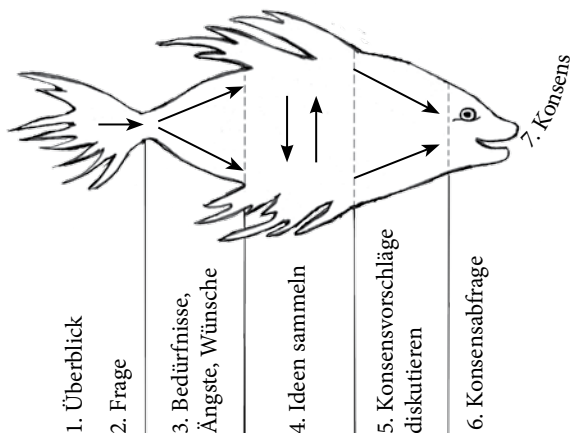 1. Überblick
2. Frage
3. Bedürfnisse,
Ängste, Wünsche
4. Ideen sammeln
5. Konsensvorschläge
diskutieren
6. Konsensabfrage
7. Konsens